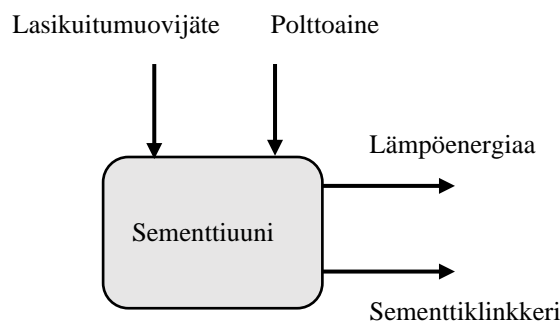 Lasikuitumuovijäte
Polttoaine
Lämpöenergiaa
Sementtiuuni
Sementtiklinkkeri